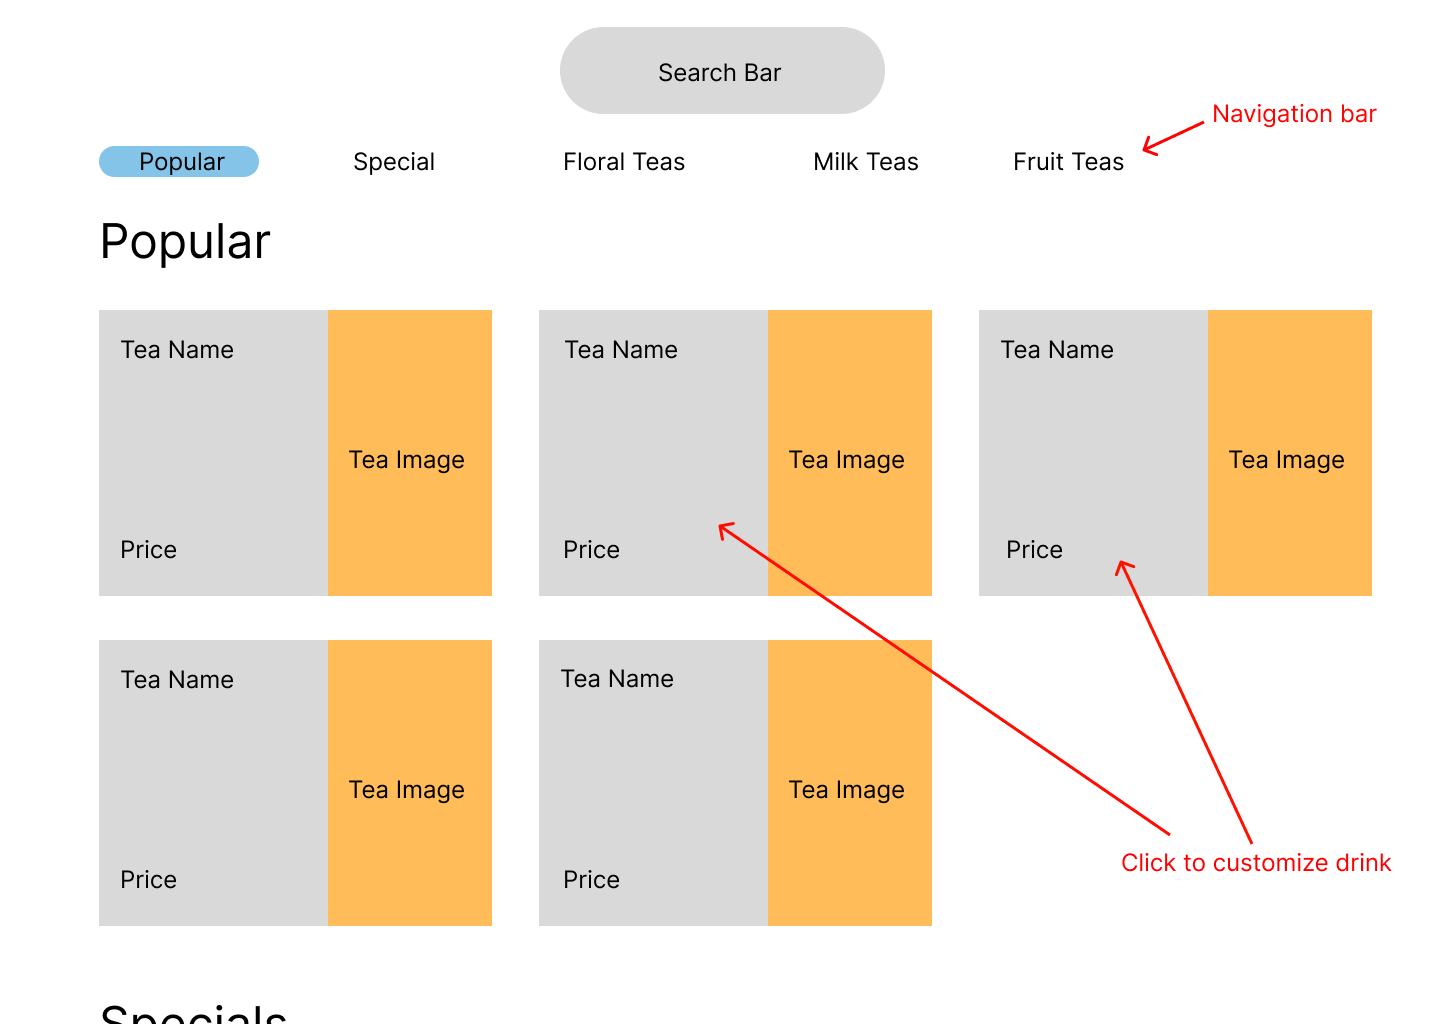 Search Bar
Navigation bar
Popular
Special
Floral Teas
Milk Teas
Fruit Teas
Popular
Tea Name
Tea Image
Price
Tea Name
Tea Image
Price
Tea Name
Tea Image
Price
Tea Name
Tea Image
Price
Tea Name
Tea Image
Price
Click to customize drink
Specials